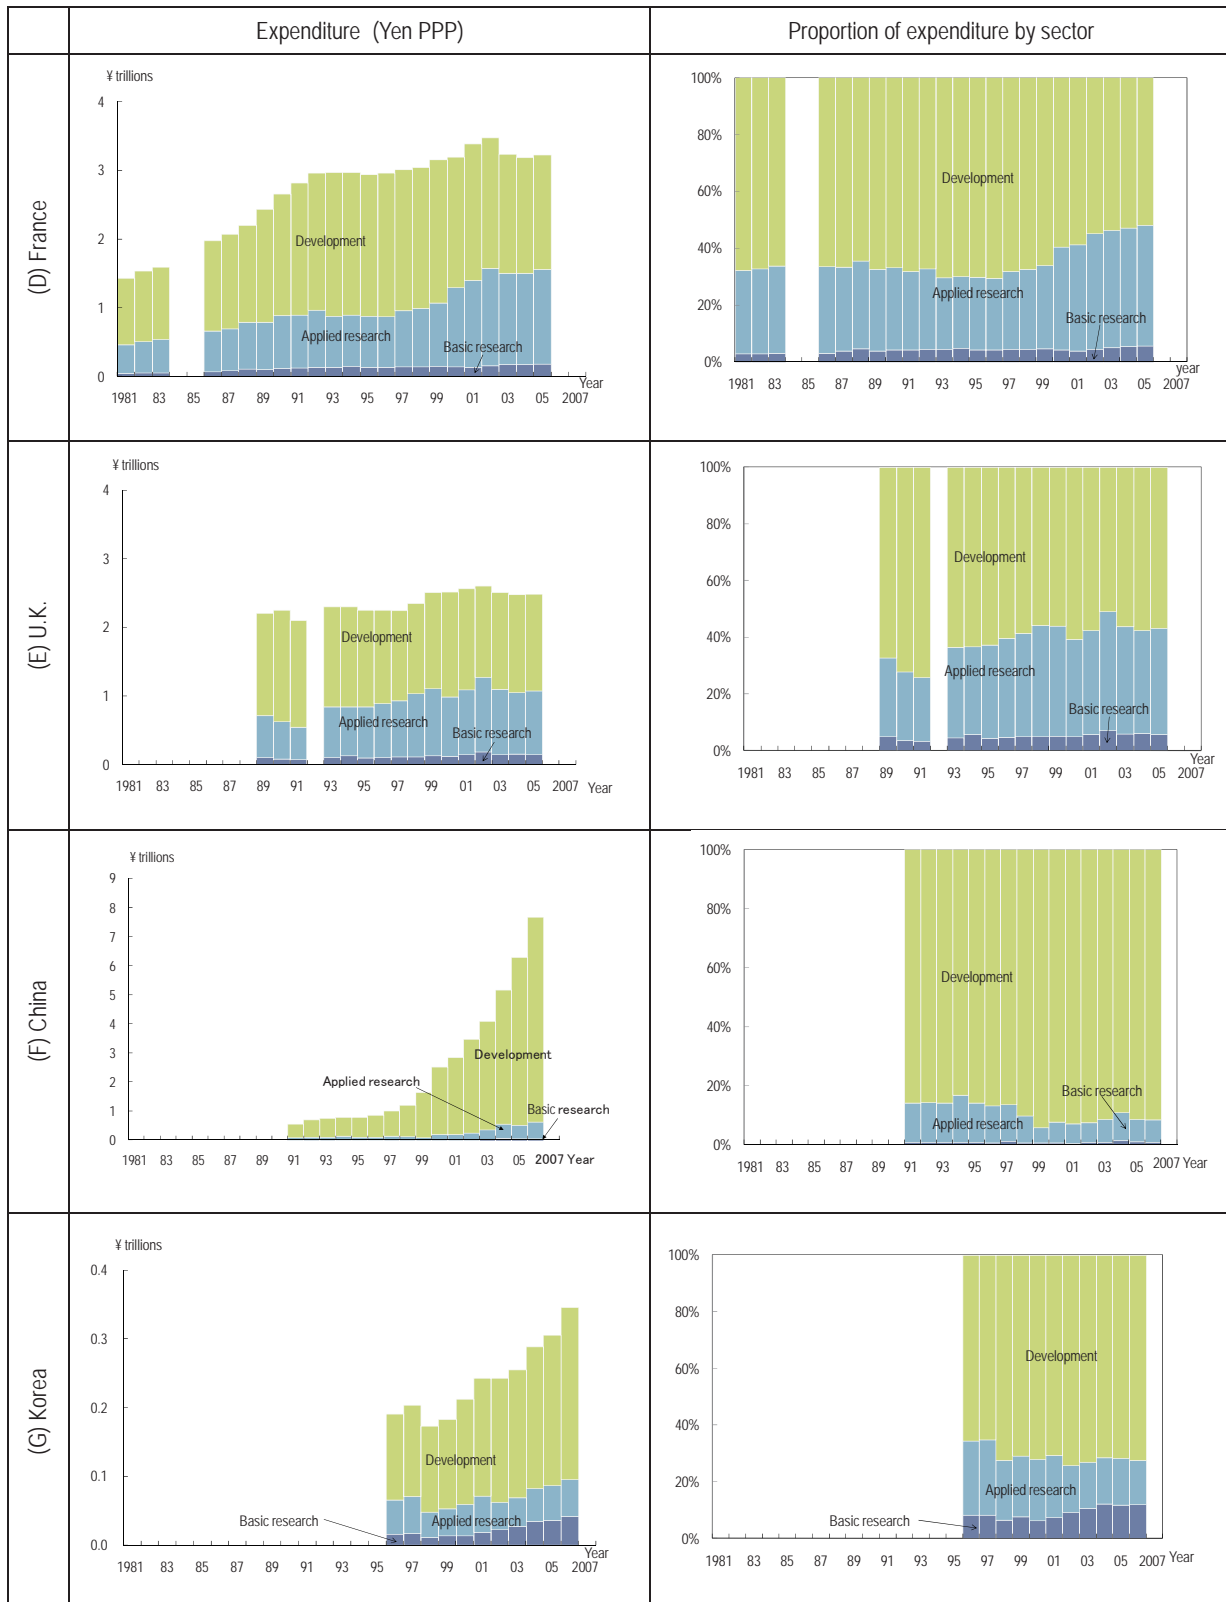 Expenditure (Yen PPP)
Proportion of expenditure by sector
(D) France
¥ trillions
4
3
2
1
0
Development
Applied research
Basic research
Year
1981 83 85 87 89 91 93 95 97 99 01 03 05 2007
100%
80%
60%
40%
20%
0%
Development
Applied research
Basic research
year
1981 83 85 87 89 91 93 95 97 99 01 03 05 2007
(E) U.K.
¥ trillions
4
3
2
1
0
Development
Applied research
Basic research
1981 83 85 87 89 91 93 95 97 99 01 03 05 2007 Year
100%
80%
60%
40%
20%
0%
Development
Applied research
Basic research
Year
1981 83 85 87 89 91 93 95 97 99 01 03 05 2007
(F) China
¥ trillions
9
8
7
6
5
4
3
2
1
0
Development
Applied research
Basic research
1981 83 85 87 89 91 93 95 97 99 01 03 05 2007 Year
100%
80%
60%
40%
20%
0%
Development
Basic research
Applied research
1981 83 85 87 89 91 93 95 97 99 01 03 05 2007 Year
(G) Korea
¥ trillions
0.4
0.3
0.2
0.1
0.0
Development
Basic research
Applied research
Year
1981 83 85 87 89 91 93 95 97 99 01 03 05 2007
100%
80%
60%
40%
20%
0%
Development
Applied research
Basic research
1981 83 85 87 89 91 93 95 97 99 01 03 05 2007 Year